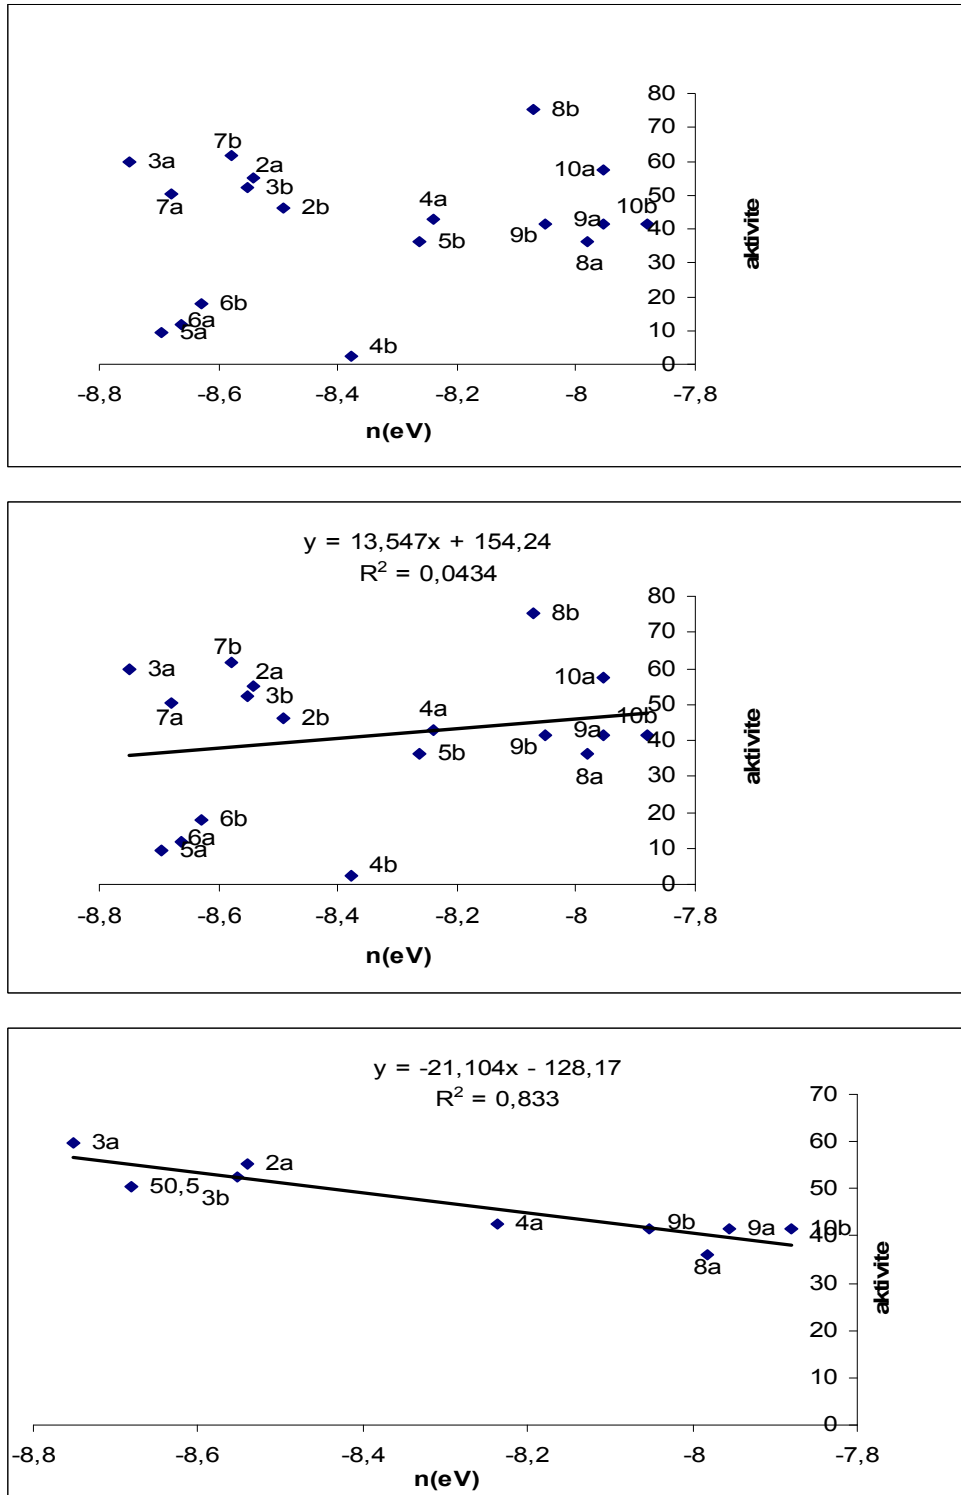 80
8b
70
7b
3a
2a
10a
60
3b
7a
50
2b
4a
9a
10b
40
9b
5b
8a
30
aktivite
20
6b
6a
5a
10
4b
0
-8,8
-8,6
-8,4
-8,2
-8
-7,8
n(eV)
y = 13,547x + 154,24
R² = 0,0434
80
8b
70
7b
3a
2a
10a
60
3b
7a
50
2b
4a
9a
10b
40
9b
5b
8a
30
aktivite
20
6b
6a
5a
10
4b
0
-8,8
-8,6
-8,4
-8,2
-8
-7,8
n(eV)
y = -21,104x - 128,17
R² = 0,833
70
3a
60
2a
50,5
3b
50
4a
9b
9a
10b
40
8a
30
aktivite
20
10
0
-8,8
-8,6
-8,4
-8,2
-8
-7,8
n(eV)